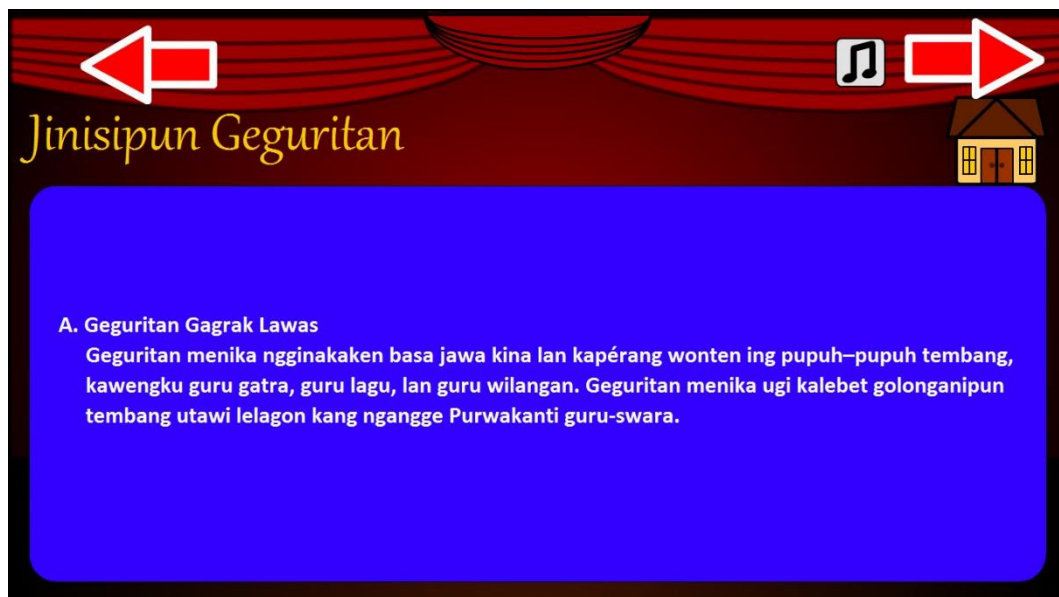 Jinisipun Geguritan
A. Geguritan Gagrak Lawas
Geguritan menika ngginakaken basa jawa kina lan kapérang wonten ing pupuh–pupuh tembang,
kawengku guru gatra, guru lagu, lan guru wilangan. Geguritan menika ugi kalebet golonganipun
tembang utawi lelagon kang ngangge Purwakanti guru-swara.